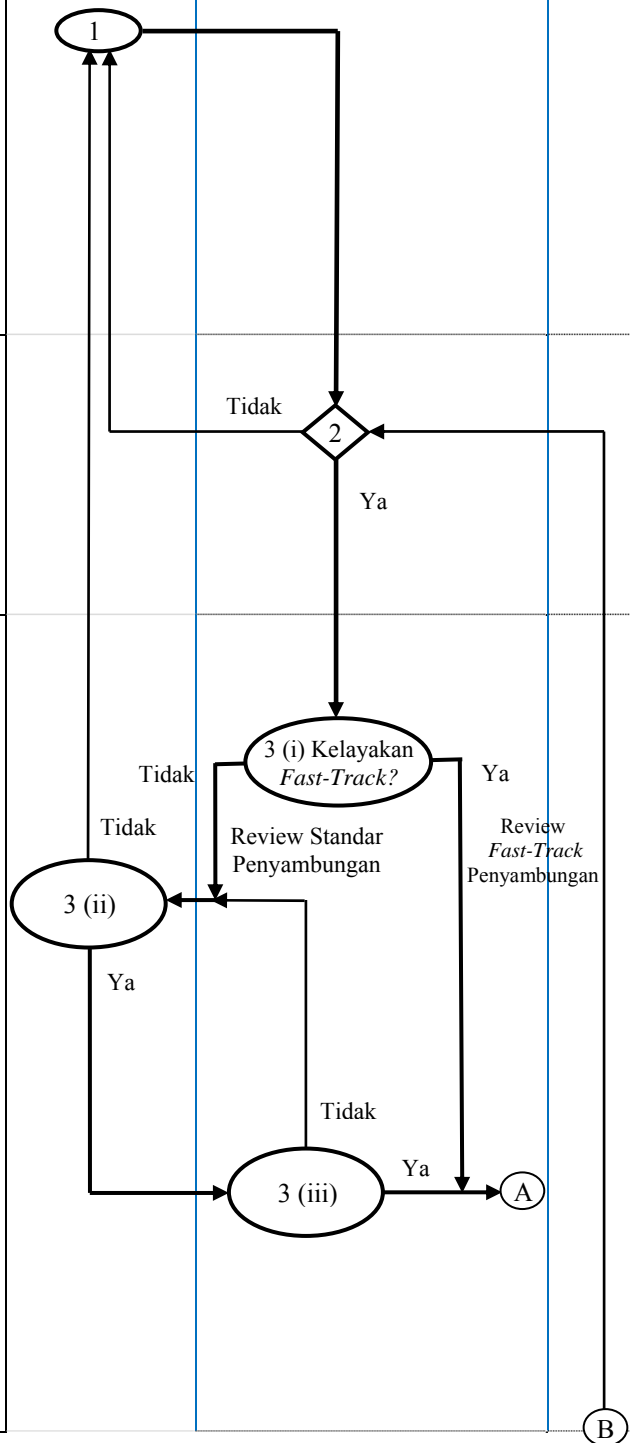 1
Tidak
2
Ya
3 (i) Kelayakan
Fast-Track?
Tidak
Ya
Review Standar
Penyambungan
Review
Fast-Track
Penyambungan
Tidak
3 (ii)
Ya
Tidak
3 (iii)
Ya
A
B